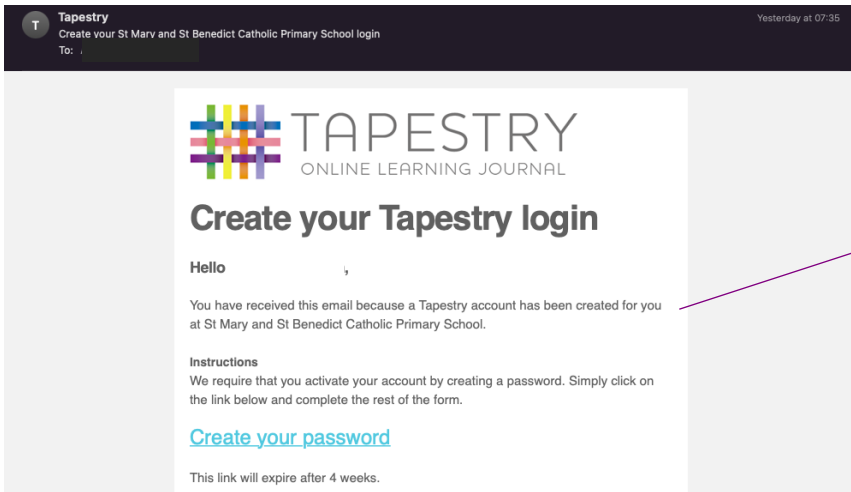 T
Tapestry
Yesterday at 07:35
Create your St Mary and St Benedict Catholic Primary School login
To:
TAPESTRY
ONLINE LEARNING JOURNAL
Create your Tapestry login
Hello ,
You have received this email because a Tapestry account has been created for you
at St Mary and St Benedict Catholic Primary School.
Instructions
We require that you activate your account by creating a password. Simply click on
the link below and complete the rest of the form.
Create your password
This link will expire after 4 weeks.